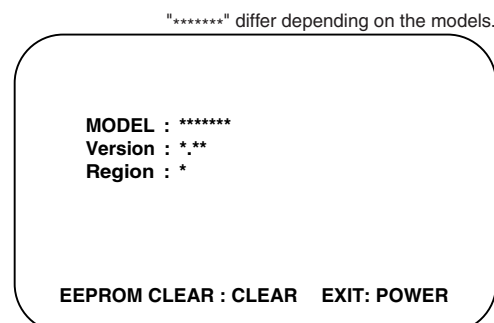 "*******" differ depending on the models.
MODEL : *******
Version : *.**
Region : *
EEPROM CLEAR : CLEAR EXIT: POWER